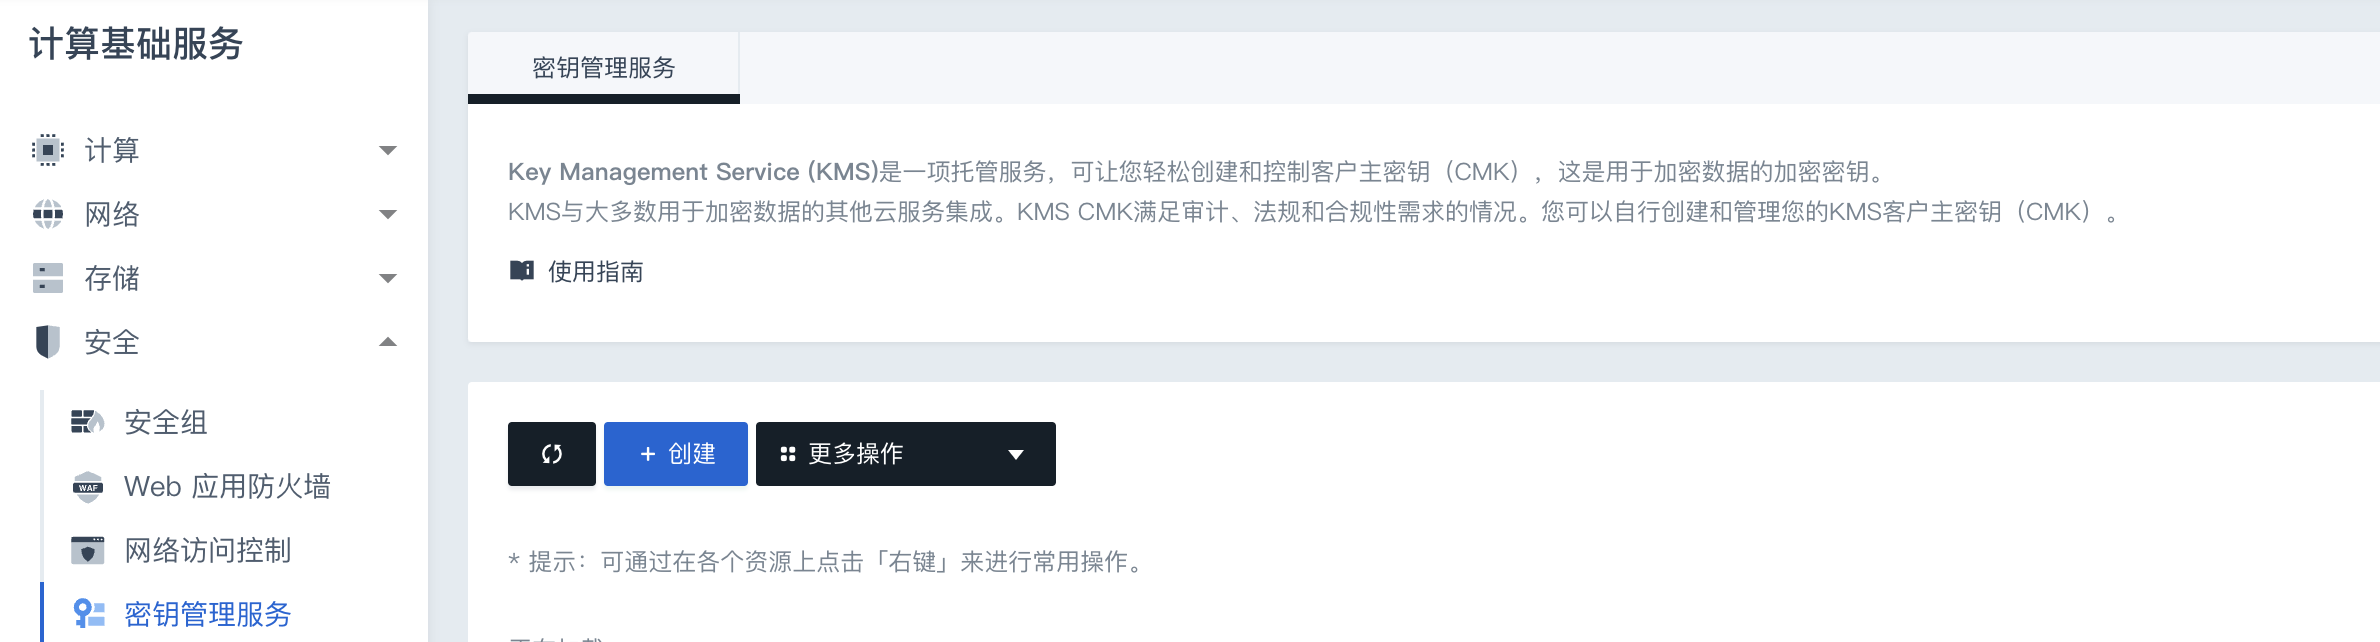 计算基础服务
计算
网络
存储
安全
安全组
WAF
Web 应用防火墙
网络访问控制
密钥管理服务
密钥管理服务
Key Management Service (KMS)是一项托管服务，可让您轻松创建和控制客户主密钥（CMK），这是用于加密数据的加密密钥。
KMS与大多数用于加密数据的其他云服务集成。KMS CMK满足审计、法规和合规性需求的情况。您可以自行创建和管理您的KMS客户主密钥（CMK）。
使用指南
+ 创建
更多操作
* 提示：可通过在各个资源上点击「右键」来进行常用操作。